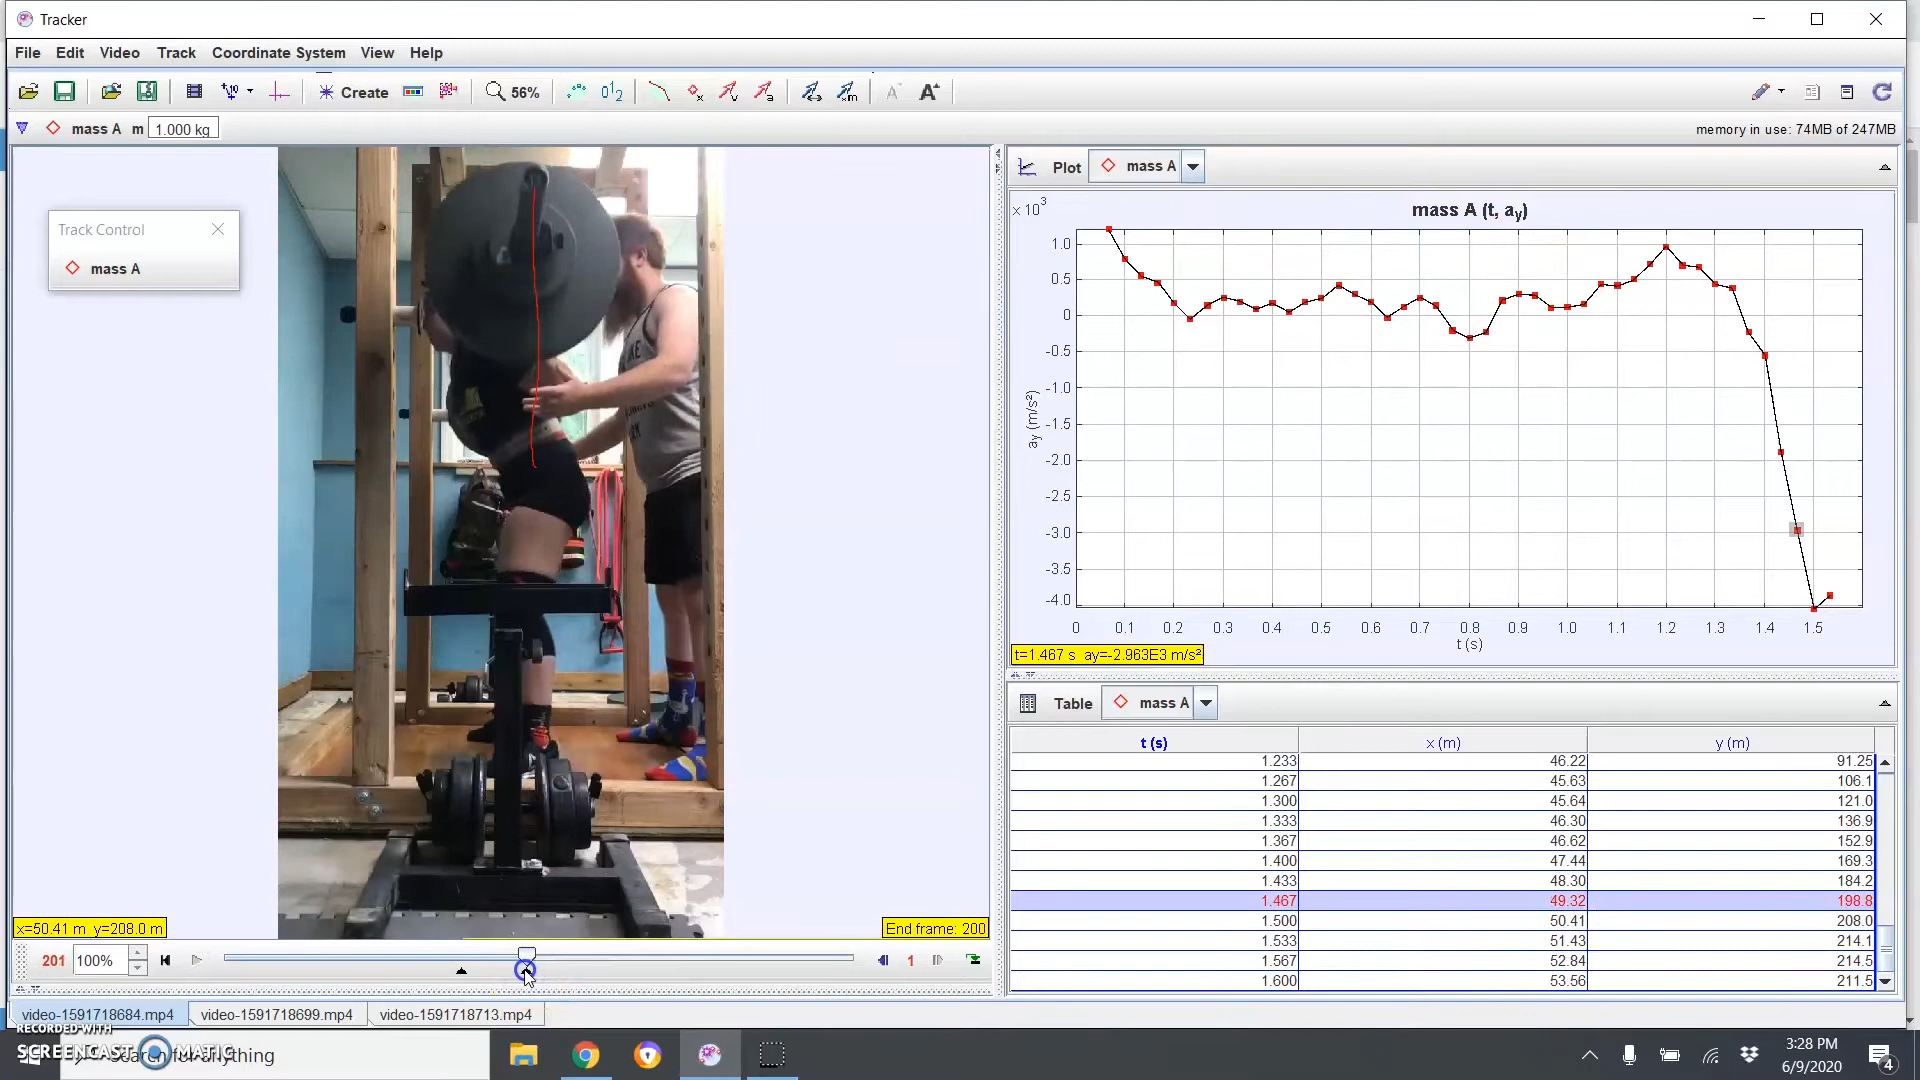 Tracker
File Edit Video Track Coordinate System View Help
Create 56%
mass A m 1.000 kg
memory in use: 74MB of 247MB
Track Control
mass A
Plot mass A
x 10³
mass A (t, ay)
1.0
0.5
0
-0.5
-1.0
-1.5
-2.0
-2.5
-3.0
-3.5
-4.0
ay (m/s²)
0 0.1 0.2 0.3 0.4 0.5 0.6 0.7 0.8 0.9 1.0 1.1 1.2 1.3 1.4 1.5
t (s)
t=1.467 s ay=-2.963E3 m/s²
Table mass A
t (s) x (m) y (m)
1.233 46.22 91.25
1.267 45.63 106.1
1.300 45.64 121.0
1.333 46.30 136.9
1.367 46.62 152.9
1.400 47.44 169.3
1.433 48.30 184.2
1.467 49.32 198.8
1.500 50.41 208.0
1.533 51.43 214.1
1.567 52.84 214.5
1.600 53.56 211.5
x=50.41 m y=208.0 m
End frame: 200
201 100% 1
video-1591718684.mp4 video-1591718699.mp4 video-1591718713.mp4
RECORDED WITH
SCREENCAST MATIC
Search for anything
3:28 PM
6/9/2020
4